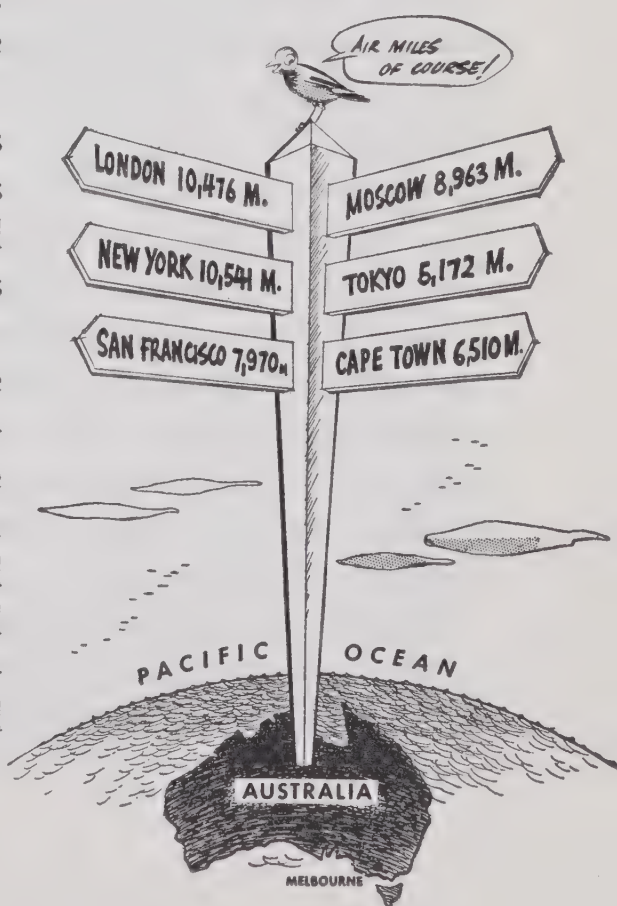 AIR MILES
OF COURSE!
LONDON 10,476 M.
MOSCOW 8,963 M.
NEW YORK 10,541 M.
TOKYO 5,172 M.
SAN FRANCISCO 7,970 M
CAPE TOWN 6,510 M.
PACIFIC OCEAN
AUSTRALIA
MELBOURNE